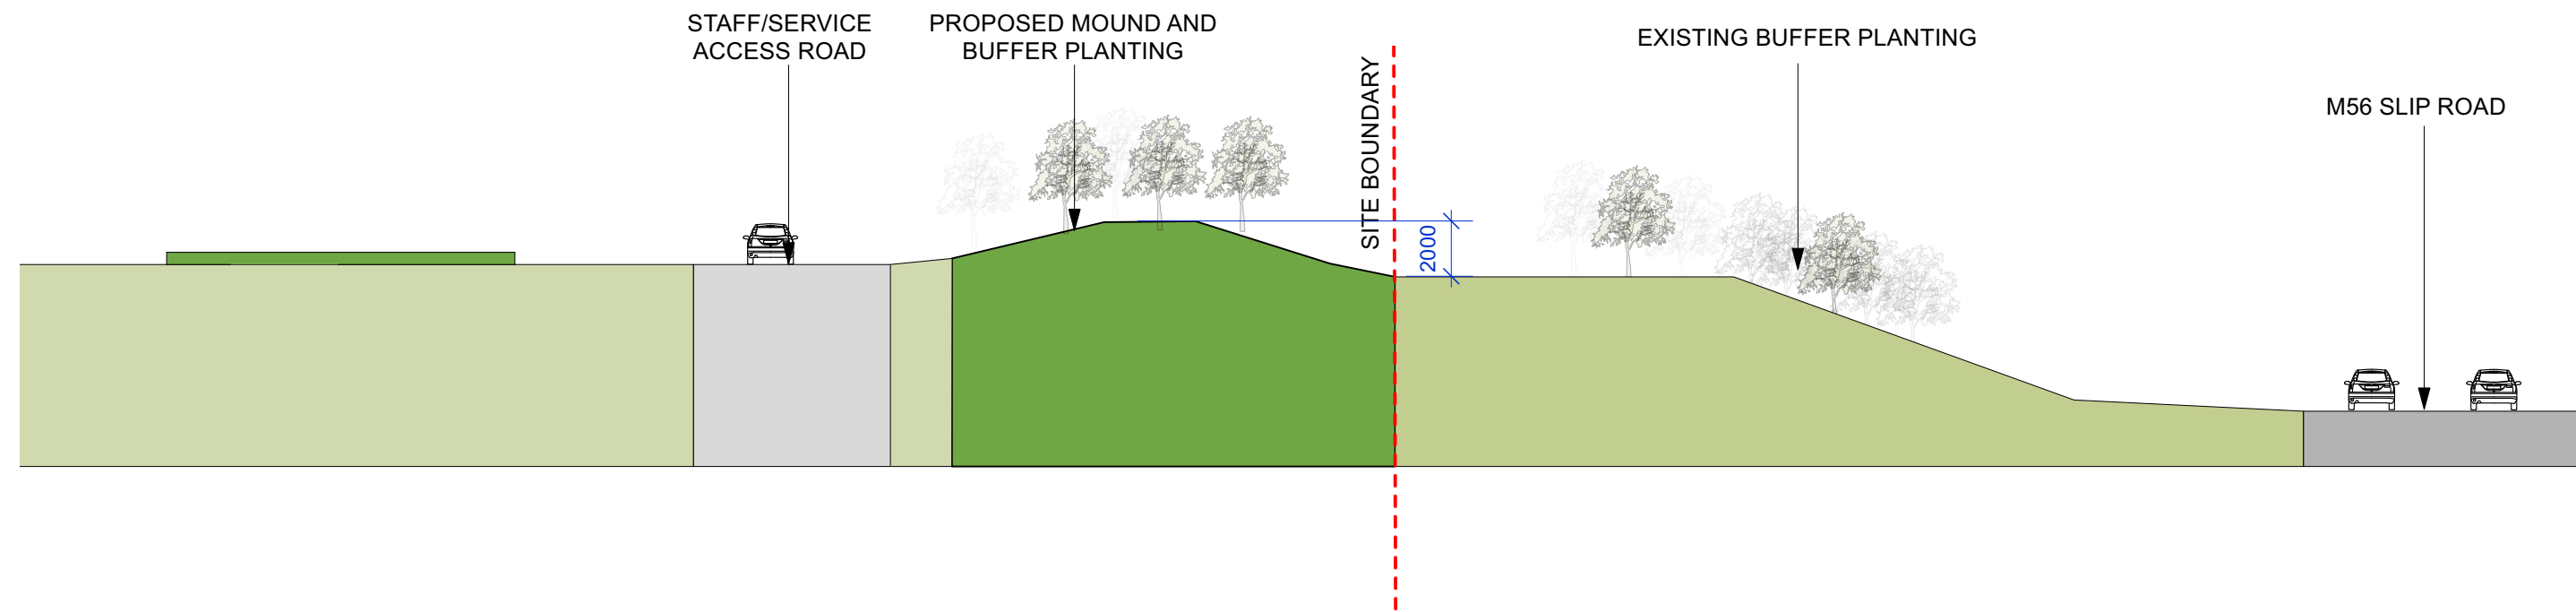 STAFF/SERVICE
ACCESS ROAD
PROPOSED MOUND AND
BUFFER PLANTING
SITE BOUNDARY
2000
EXISTING BUFFER PLANTING
M56 SLIP ROAD